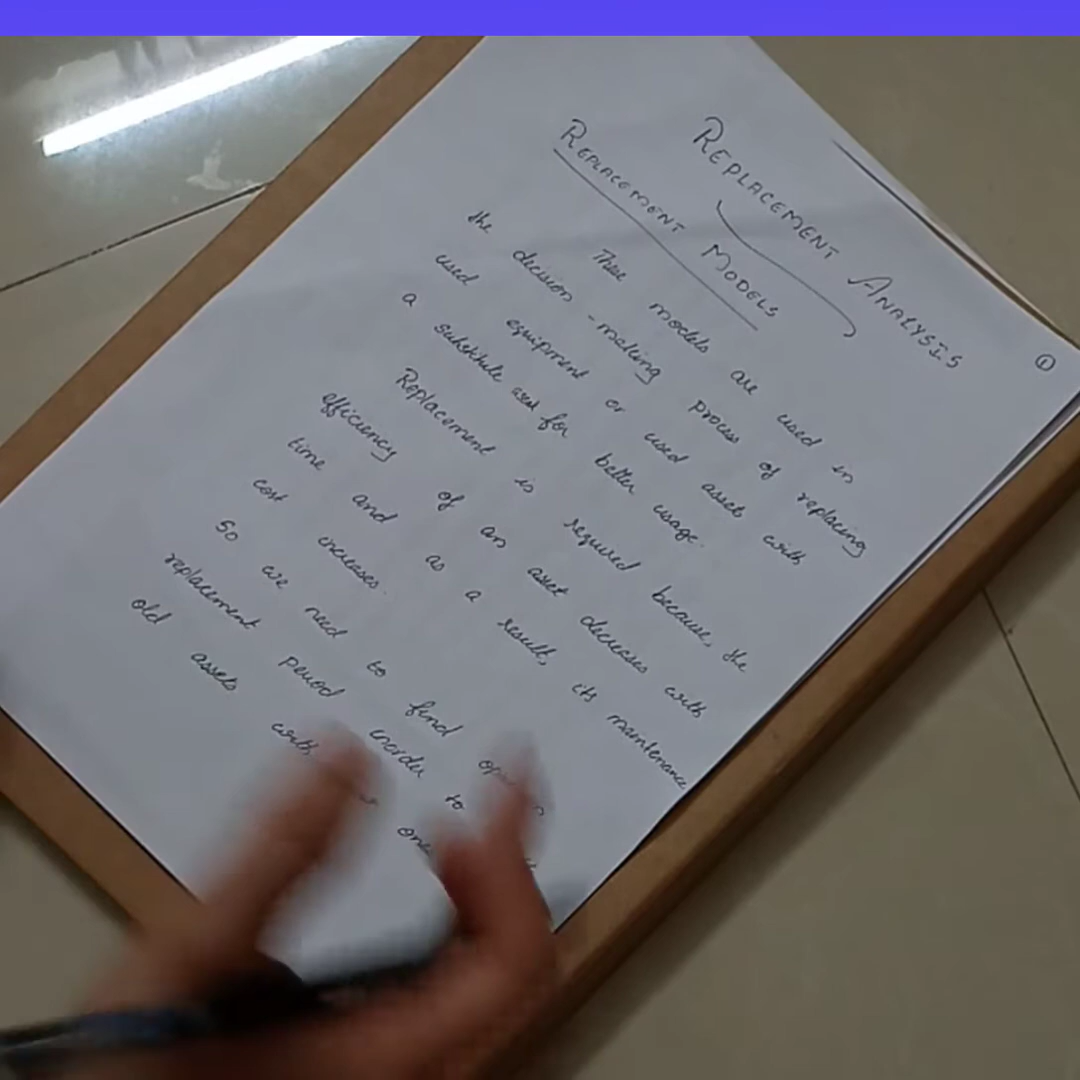 ①
REPLACEMENT ANALYSIS
REPLACEMENT MODELS
These models are used in
the decision-making process of replacing
used equipment or used assets with
a substitute asset for better usage.
Replacement is required because, the
efficiency of an asset decreases with
time and as a result, its maintenance
cost increases.
So we need to find
replacement period inorder to
old assets with one